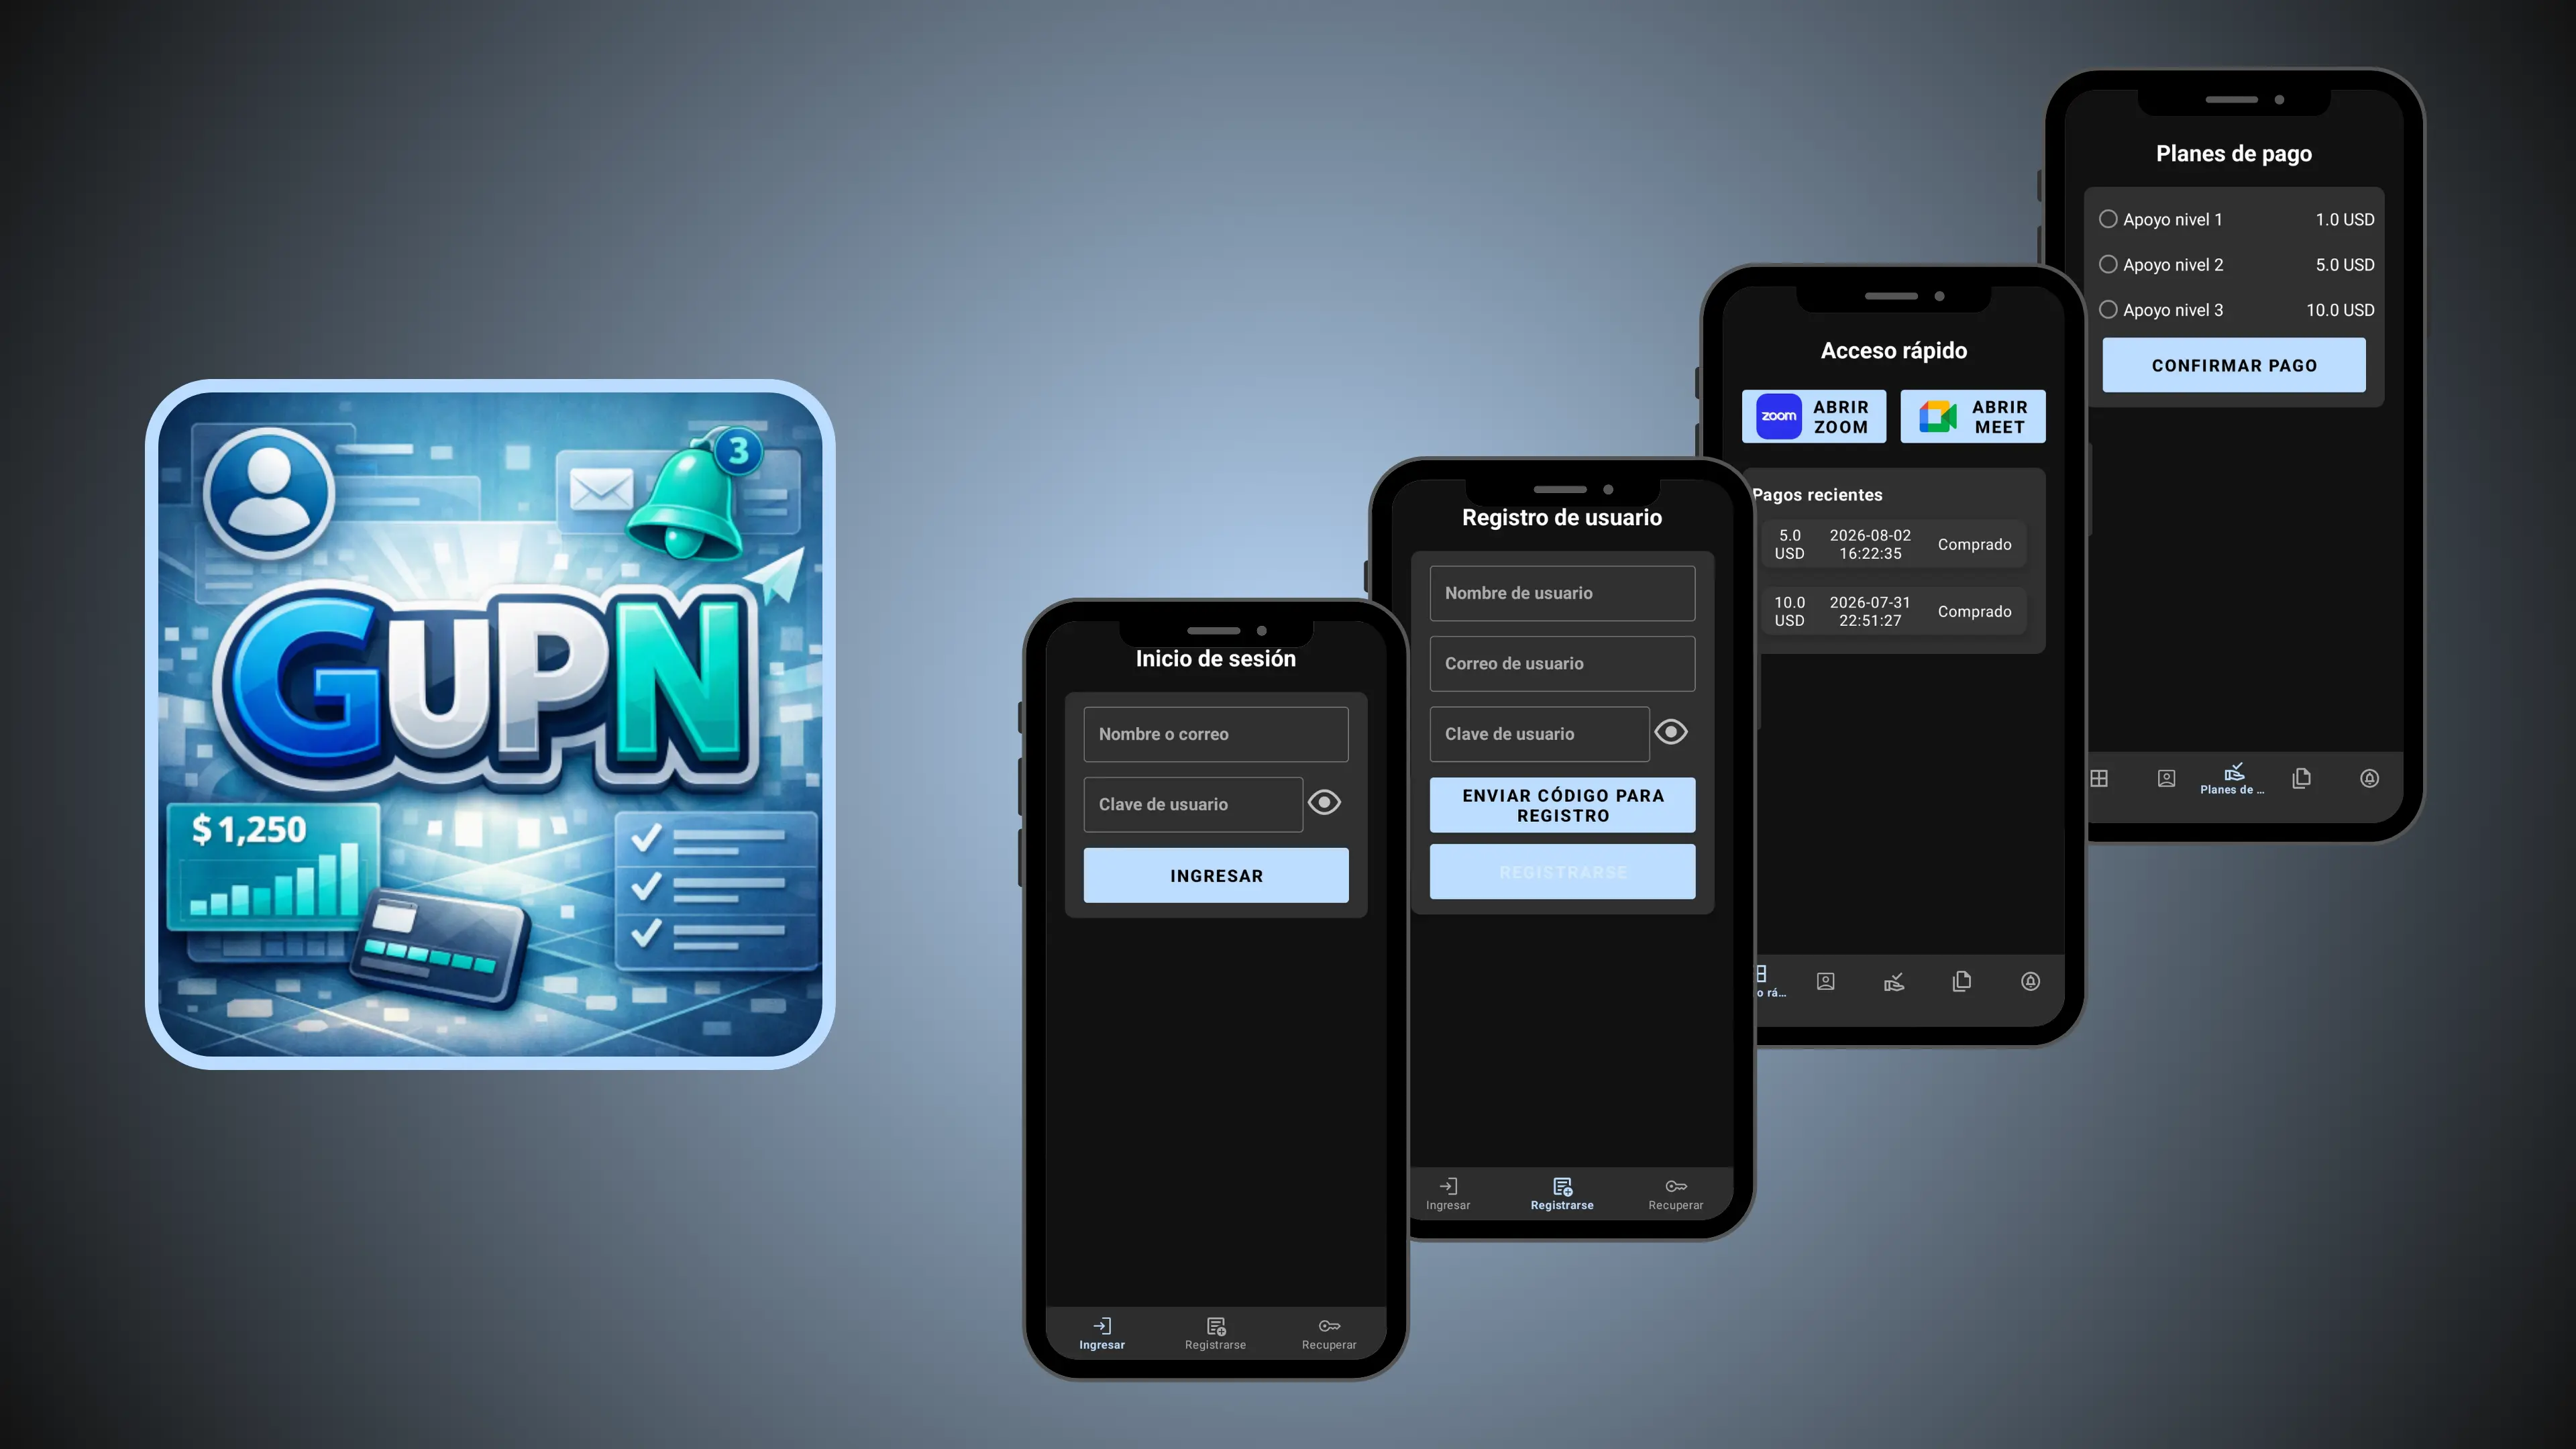 3
GUPN
$1,250
Inicio de sesión
Nombre o correo
Clave de usuario
INGRESAR
Ingresar
Registrarse
Recuperar
Registro de usuario
Nombre de usuario
Correo de usuario
Clave de usuario
ENVIAR CÓDIGO PARA
REGISTRO
REGISTRARSE
Ingresar
Registrarse
Recuperar
Acceso rápido
zoom
ABRIR
ZOOM
ABRIR
MEET
Pagos recientes
5.0
USD
2026-08-02
16:22:35
Comprado
10.0
USD
2026-07-31
22:51:27
Comprado
o rá...
Planes de pago
Apoyo nivel 1 1.0 USD
Apoyo nivel 2 5.0 USD
Apoyo nivel 3 10.0 USD
CONFIRMAR PAGO
Planes de ...